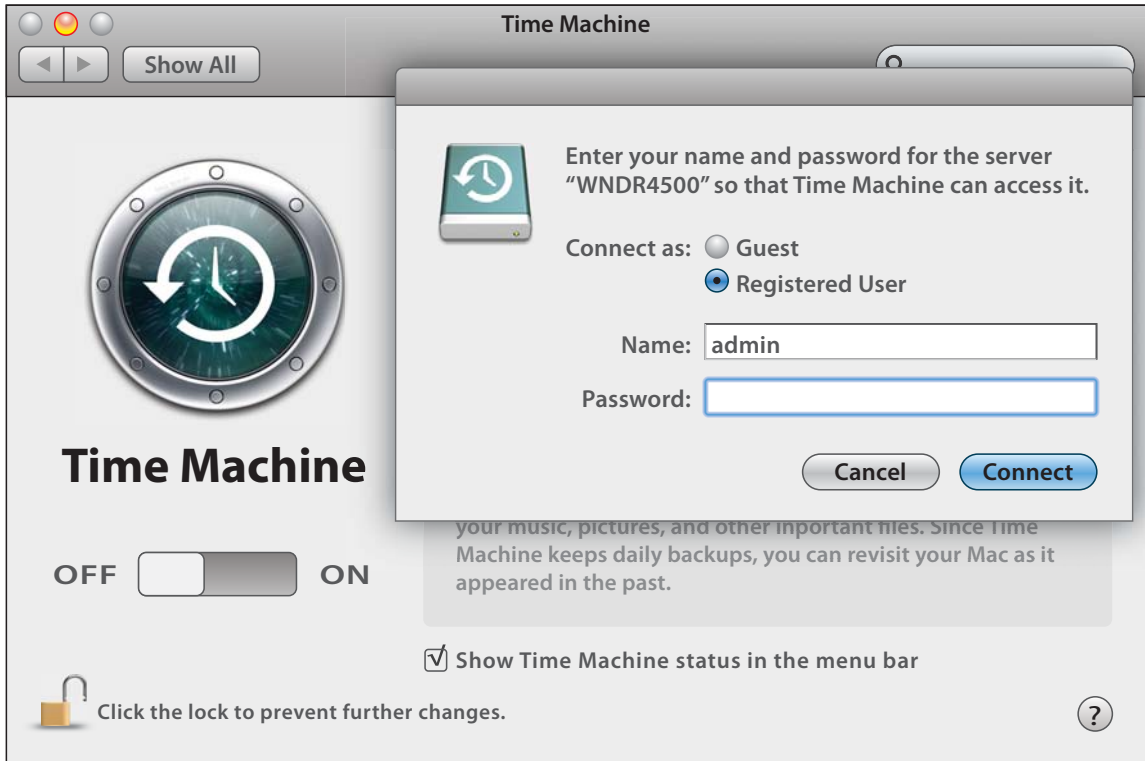 Time Machine
Show All
Enter your name and password for the server
“WNDR4500” so that Time Machine can access it.
Connect as: Guest
Registered User
Name: admin
Password:
Cancel Connect
Time Machine
your music, pictures, and other inportant files. Since Time
Machine keeps daily backups, you can revisit your Mac as it
appeared in the past.
OFF ON
Show Time Machine status in the menu bar
Click the lock to prevent further changes.
?